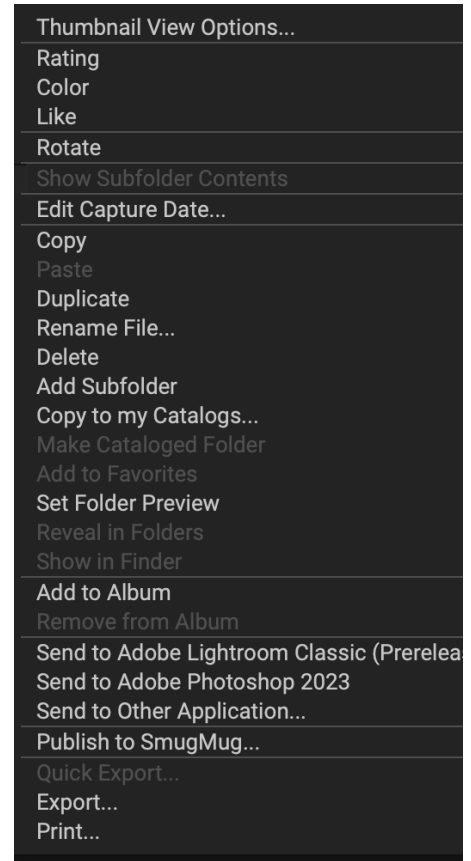 Thumbnail View Options...
Rating
Color
Like
Rotate
Show Subfolder Contents
Edit Capture Date...
Copy
Paste
Duplicate
Rename File...
Delete
Add Subfolder
Copy to my Catalogs...
Make Cataloged Folder
Add to Favorites
Set Folder Preview
Reveal in Folders
Show in Finder
Add to Album
Remove from Album
Send to Adobe Lightroom Classic (Prereleas
Send to Adobe Photoshop 2023
Send to Other Application...
Publish to SmugMug...
Quick Export...
Export...
Print...